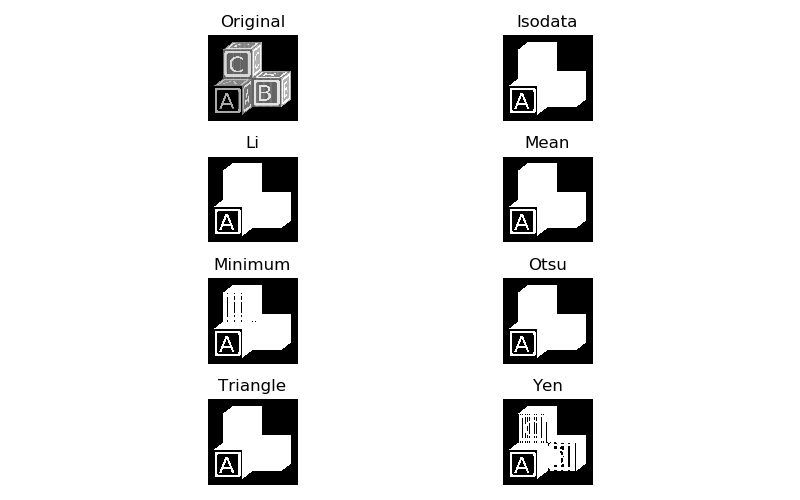 Original
Isodata
C
A
B
A
Li
Mean
A
A
Minimum
Otsu
A
A
Triangle
Yen
A
A